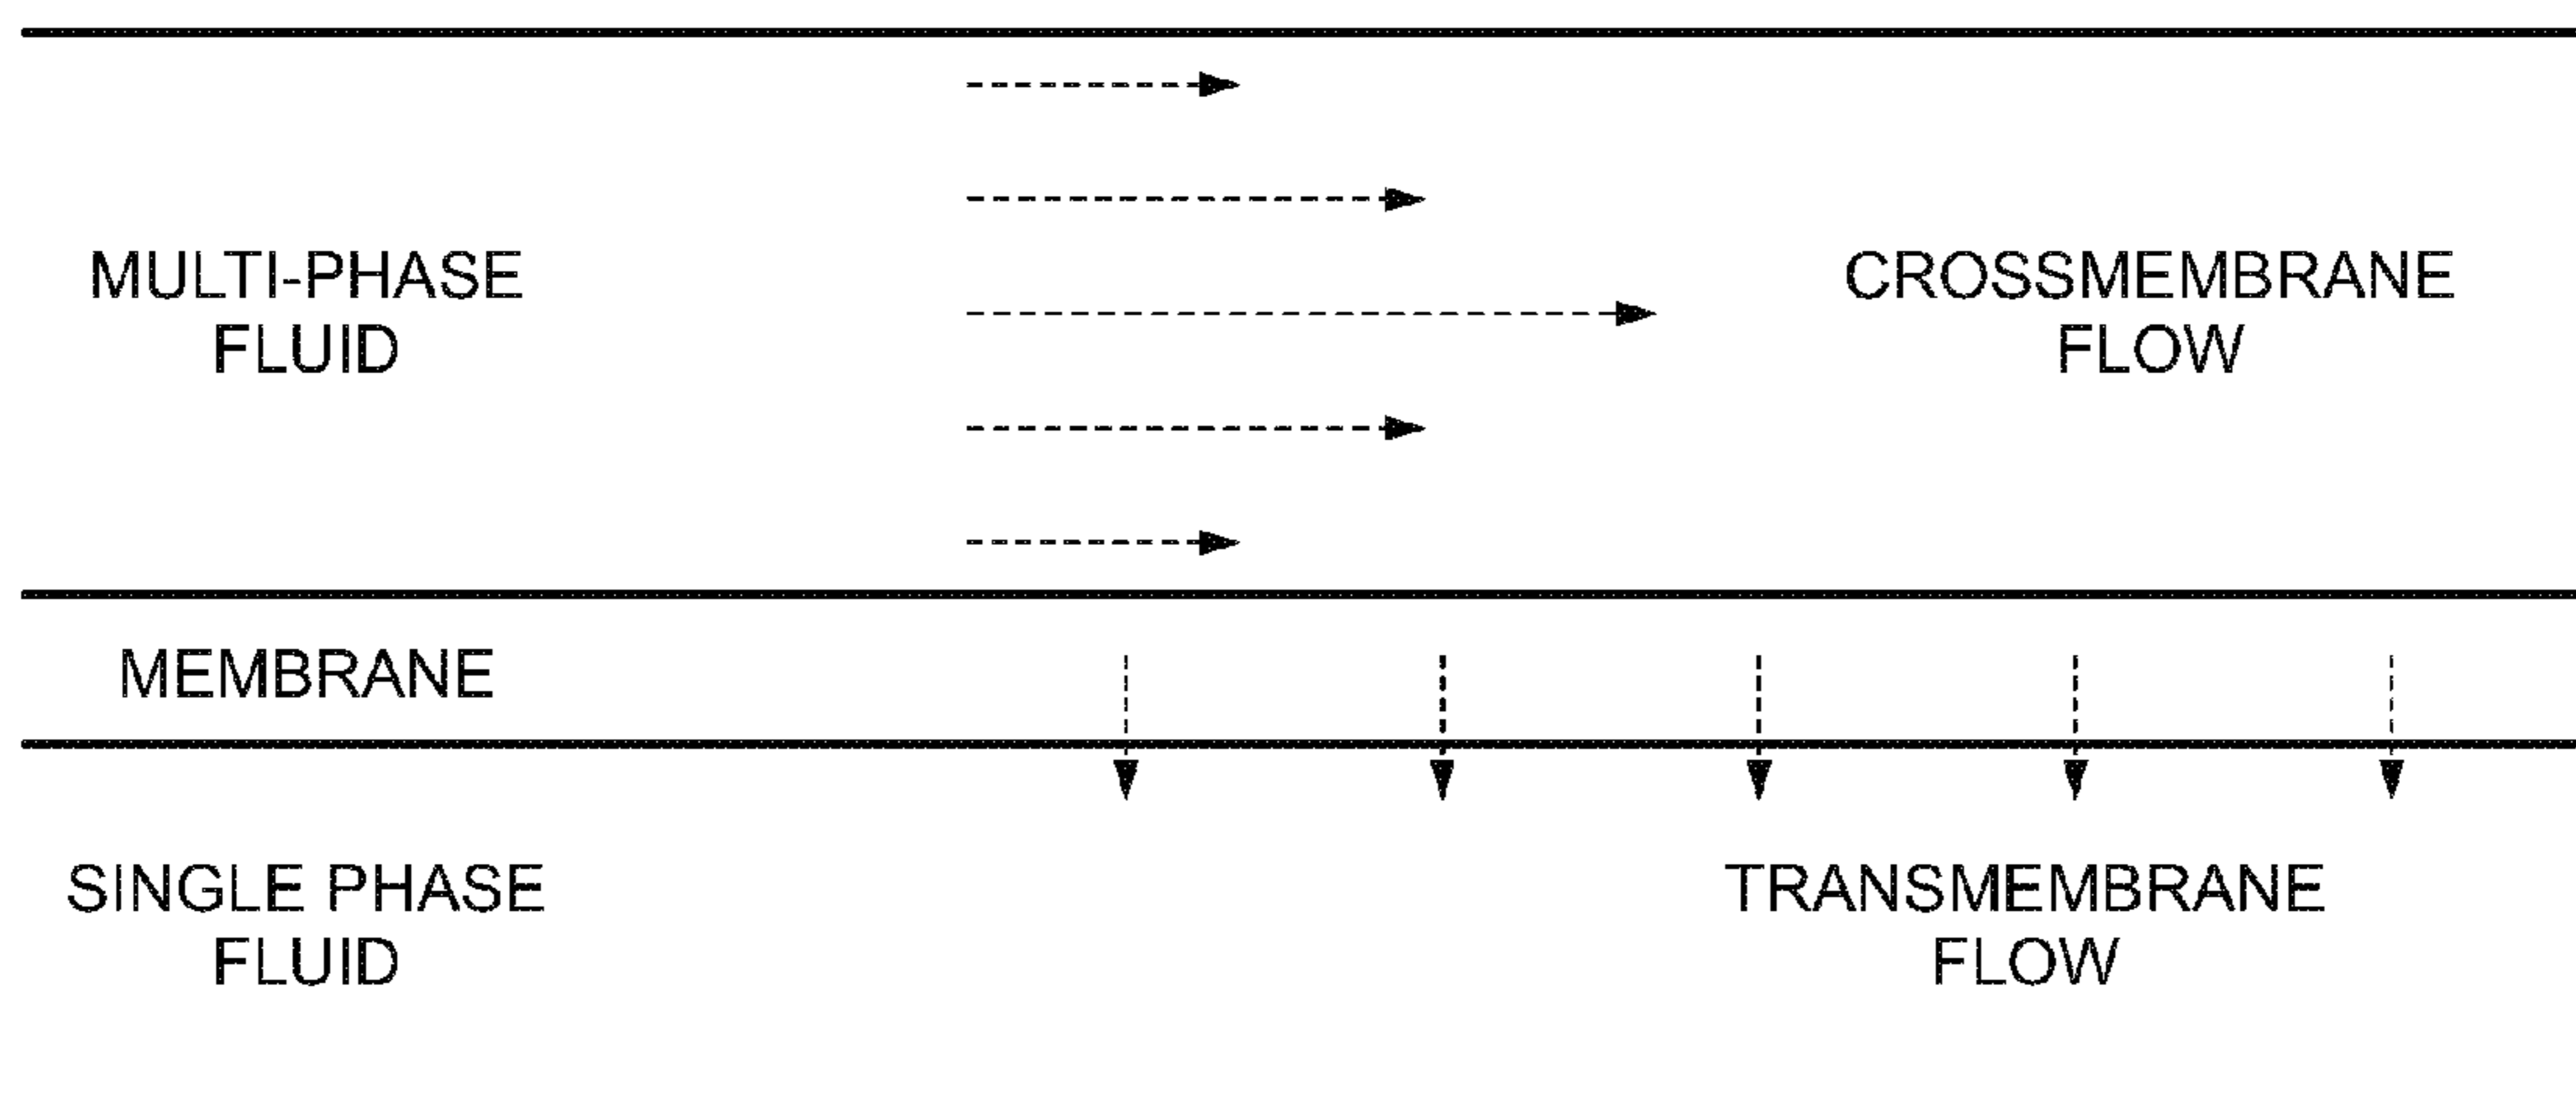 MULTI-PHASE
FLUID
CROSSMEMBRANE
FLOW
MEMBRANE
SINGLE PHASE
FLUID
TRANSMEMBRANE
FLOW